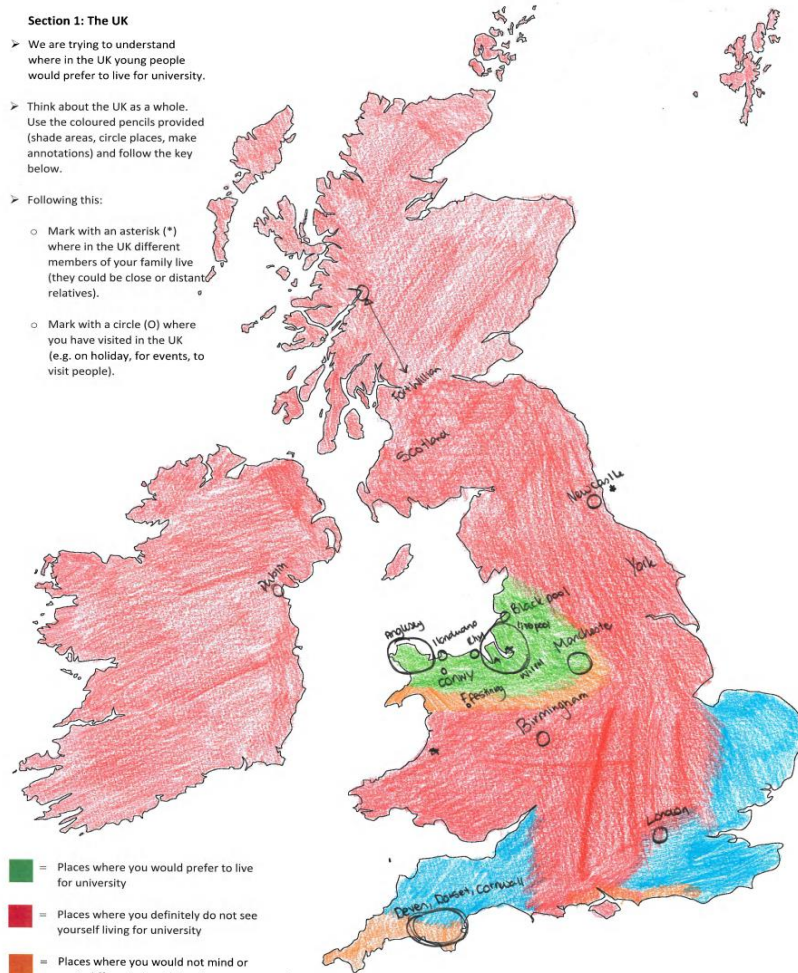 Section 1: The UK
➢ We are trying to understand
where in the UK young people
would prefer to live for university.
➢ Think about the UK as a whole.
Use the coloured pencils provided
(shade areas, circle places, make
annotations) and follow the key
below.
➢ Following this:
○ Mark with an asterisk (*)
where in the UK different
members of your family live
(they could be close or distant
relatives).
○ Mark with a circle (O) where
you have visited in the UK
(e.g. on holiday, for events, to
visit people).
Fort William
Scotland
Newcastle
*
York
Dublin
Blackpool
Liverpool
Anglesey
llandudno
Rhyl
Manchester
Conwy
Wirral
Ffestiniog
Birmingham
London
Deven, Dorset, Cornwall
= Places where you would prefer to live
for university
= Places where you definitely do not see
yourself living for university
= Places where you would not mind or